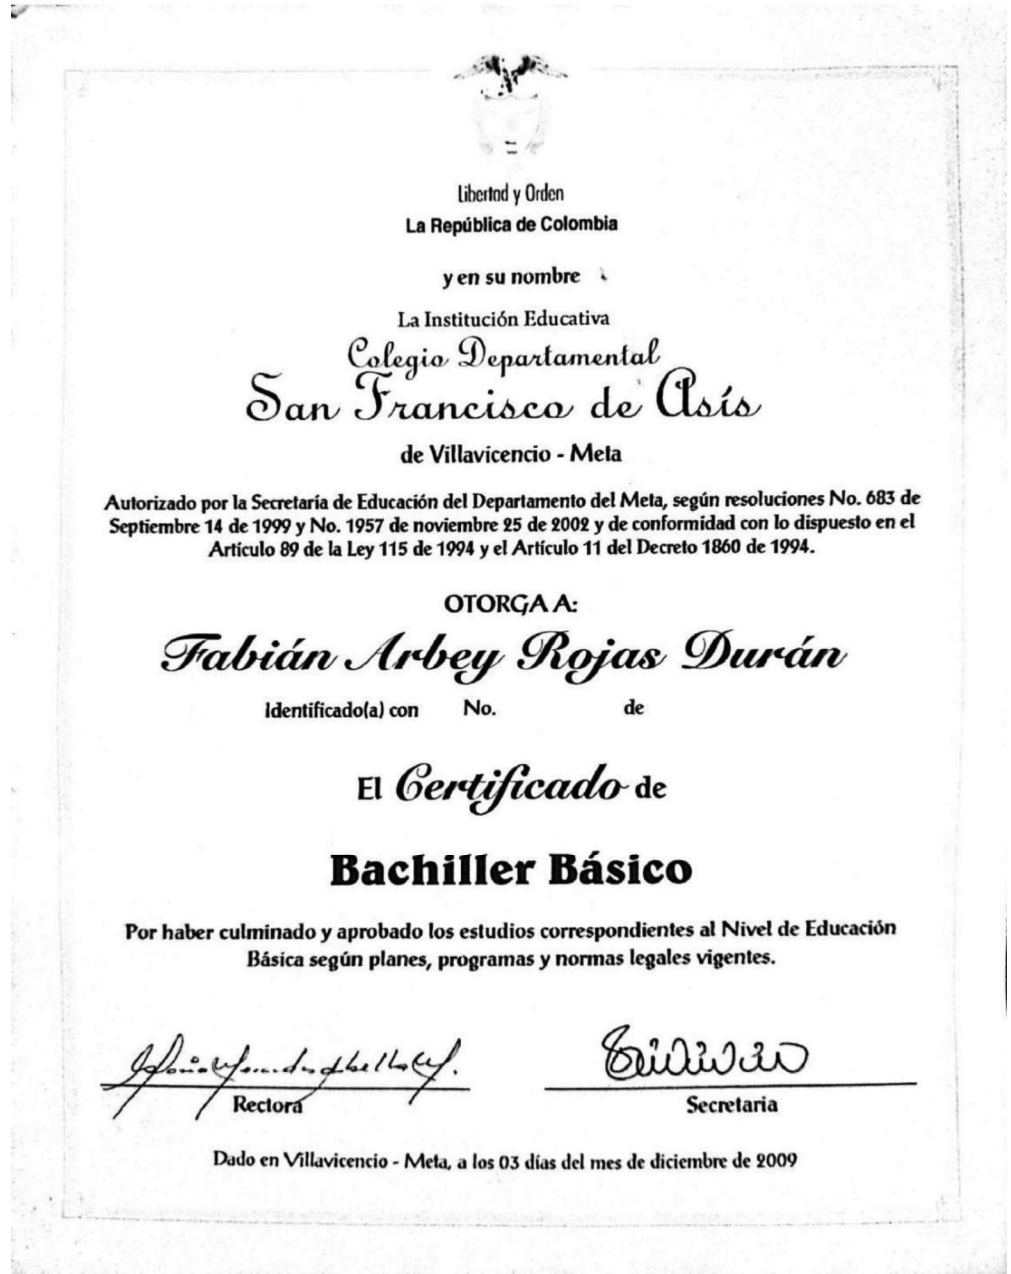 Libertad y Orden
La República de Colombia
y en su nombre
La Institución Educativa
Colegio Departamental
San Francisco de Asís
de Villavicencio - Meta
Autorizado por la Secretaría de Educación del Departamento del Meta, según resoluciones No. 683 de
Septiembre 14 de 1999 y No. 1957 de noviembre 25 de 2002 y de conformidad con lo dispuesto en el
Artículo 89 de la Ley 115 de 1994 y el Artículo 11 del Decreto 1860 de 1994.
OTORGA A:
Fabián Arbey Rojas Durán
Identificado(a) con No. de
El Certificado de
Bachiller Básico
Por haber culminado y aprobado los estudios correspondientes al Nivel de Educación
Básica según planes, programas y normas legales vigentes.
Rectora Secretaria
Dado en Villavicencio - Meta, a los 03 días del mes de diciembre de 2009